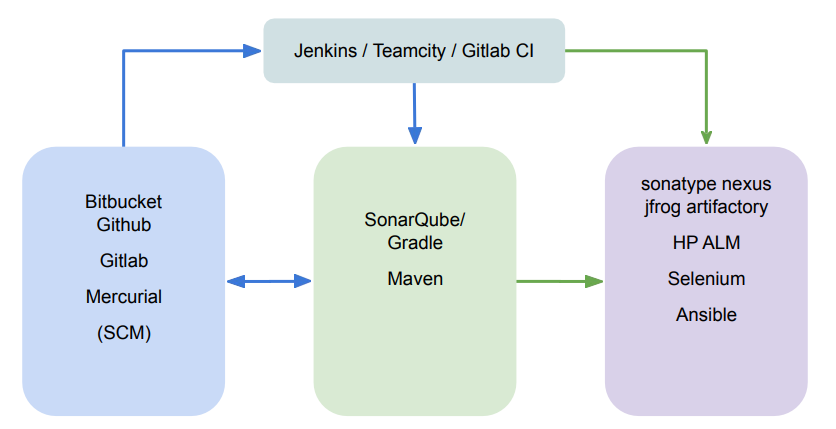 Jenkins / Teamcity / Gitlab CI
Bitbucket
Github
Gitlab
Mercurial
(SCM)
SonarQube/
Gradle
Maven
sonatype nexus
jfrog artifactory
HP ALM
Selenium
Ansible